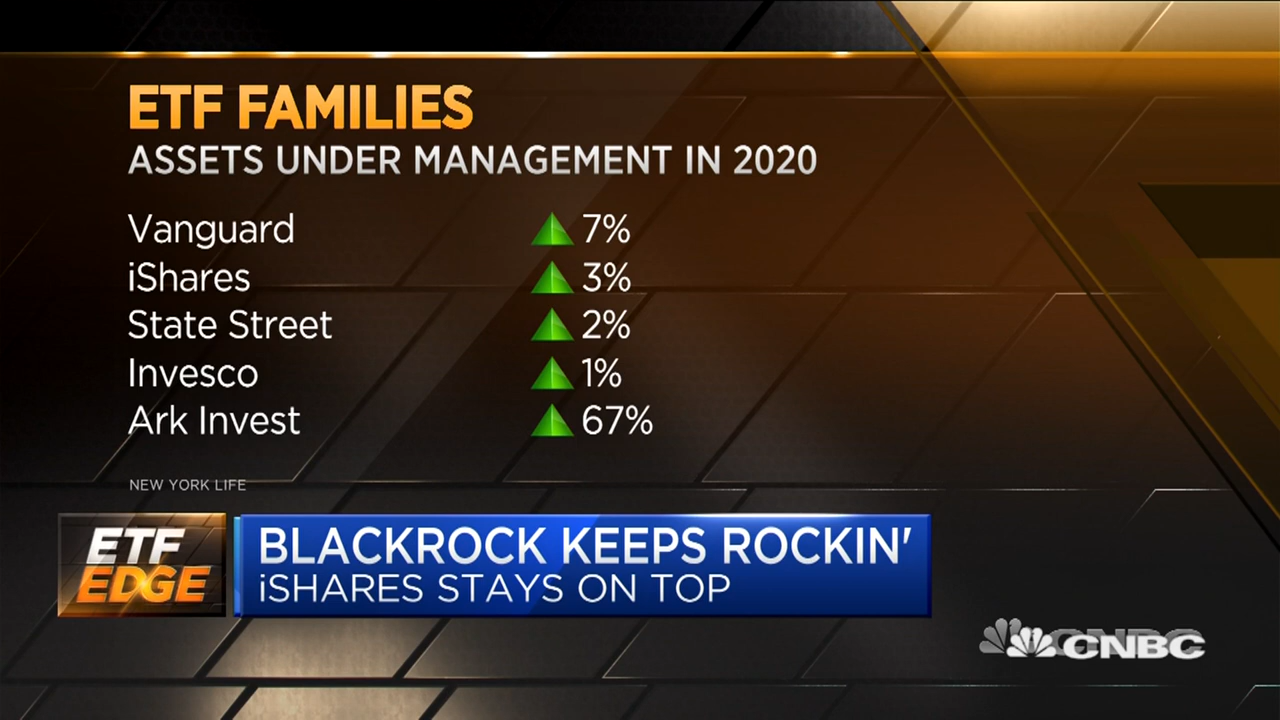 ETF FAMILIES
ASSETS UNDER MANAGEMENT IN 2020
Vanguard 7%
iShares 3%
State Street 2%
Invesco 1%
Ark Invest 67%
NEW YORK LIFE
ETF
EDGE
BLACKROCK KEEPS ROCKIN'
iSHARES STAYS ON TOP
CNBC